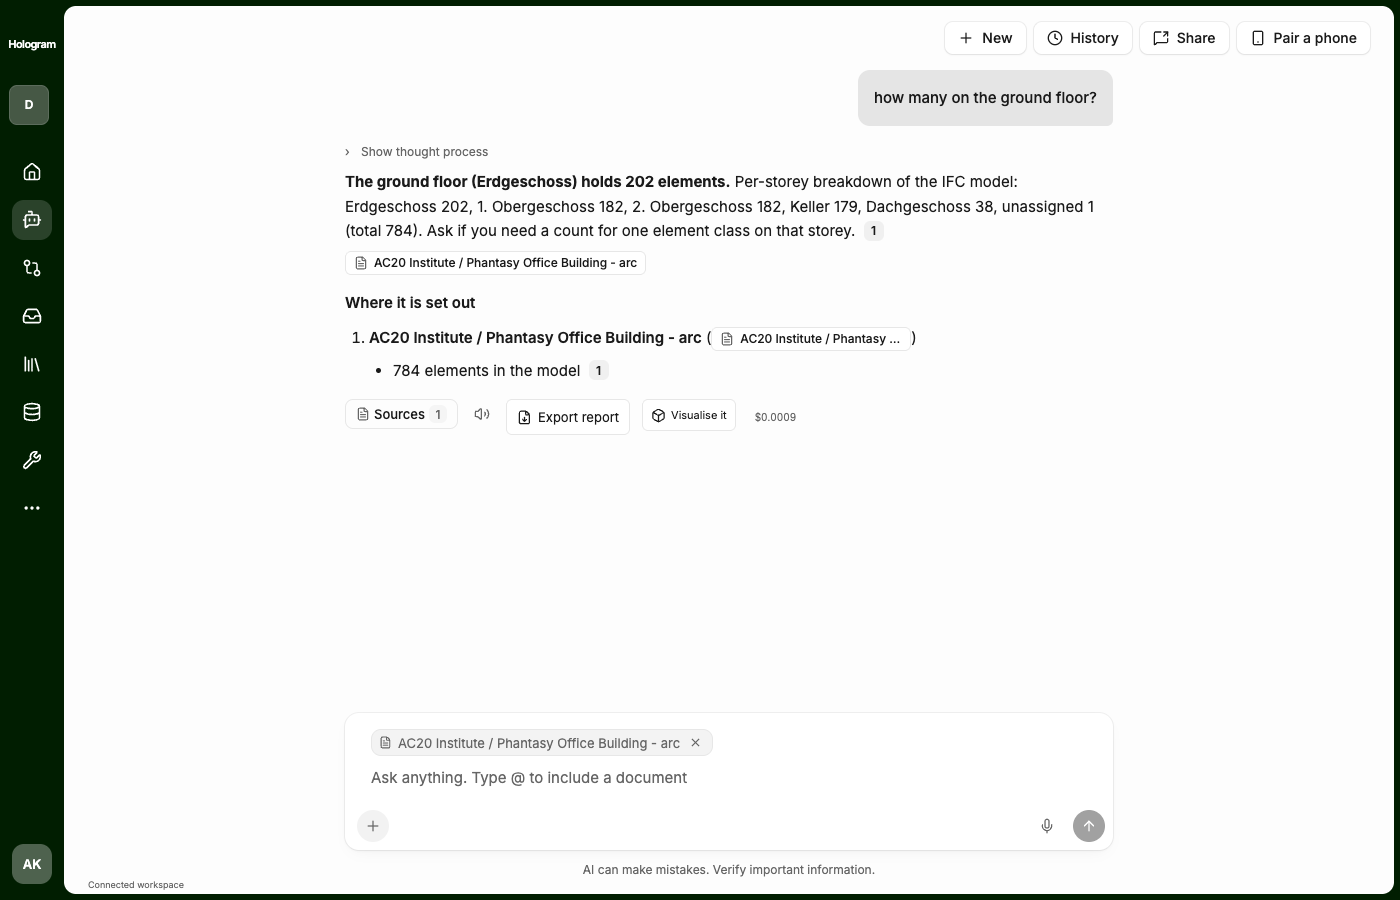 Hologram
New
History
Share
Pair a phone
D
how many on the ground floor?
Show thought process
The ground floor (Erdgeschoss) holds 202 elements. Per-storey breakdown of the IFC model:
Erdgeschoss 202, 1. Obergeschoss 182, 2. Obergeschoss 182, Keller 179, Dachgeschoss 38, unassigned 1
(total 784). Ask if you need a count for one element class on that storey. 1
AC20 Institute / Phantasy Office Building - arc
Where it is set out
1. AC20 Institute / Phantasy Office Building - arc (AC20 Institute / Phantasy ...)
• 784 elements in the model 1
Sources 1
Export report
Visualise it
$0.0009
AC20 Institute / Phantasy Office Building - arc
Ask anything. Type @ to include a document
AK
AI can make mistakes. Verify important information.
Connected workspace